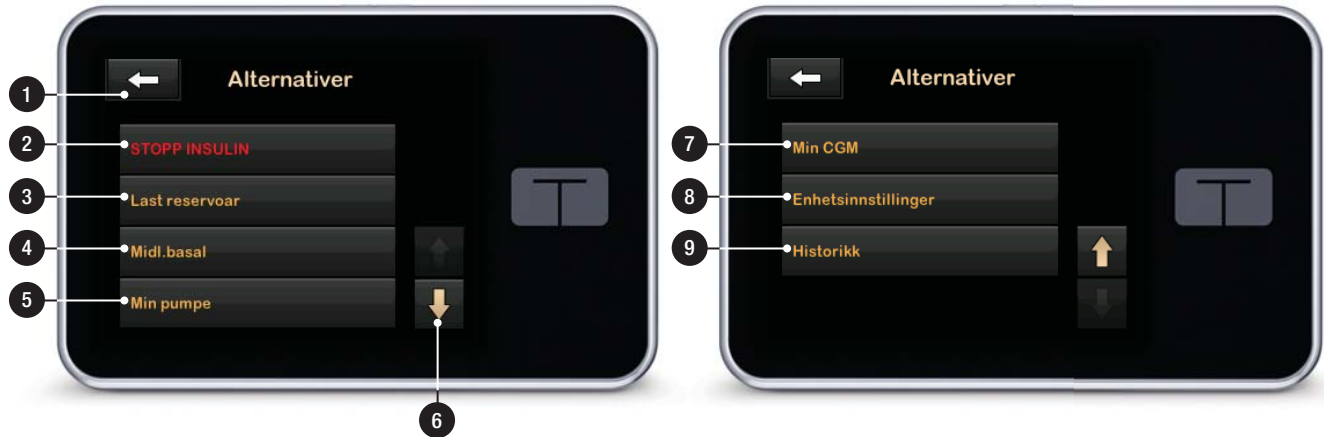 Alternativer
1
2 STOPP INSULIN
3 Last reservoar
4 Midl.basal
5 Min pumpe
6
Alternativer
7 Min CGM
8 Enhetsinnstillinger
9 Historikk